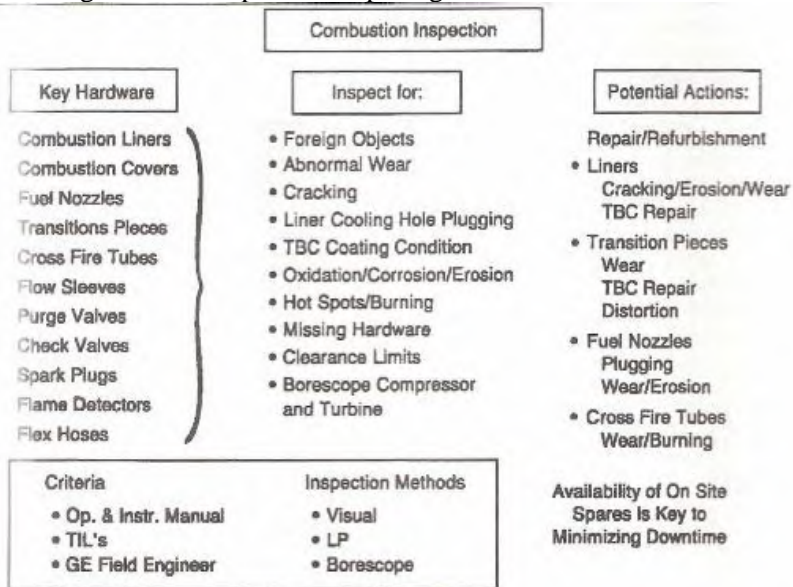 Combustion Inspection
Key Hardware
Combustion Liners
Combustion Covers
Fuel Nozzles
Transitions Pieces
Cross Fire Tubes
Flow Sleeves
Purge Valves
Check Valves
Spark Plugs
Flame Detectors
Flex Hoses
Inspect for:
• Foreign Objects
• Abnormal Wear
• Cracking
• Liner Cooling Hole Plugging
• TBC Coating Condition
• Oxidation/Corrosion/Erosion
• Hot Spots/Burning
• Missing Hardware
• Clearance Limits
• Borescope Compressor
and Turbine
Potential Actions:
Repair/Refurbishment
• Liners
Cracking/Erosion/Wear
TBC Repair
• Transition Pieces
Wear
TBC Repair
Distortion
• Fuel Nozzles
Plugging
Wear/Erosion
• Cross Fire Tubes
Wear/Burning
Criteria
• Op. & Instr. Manual
• TIL's
• GE Field Engineer
Inspection Methods
• Visual
• LP
• Borescope
Availability of On Site
Spares Is Key to
Minimizing Downtime